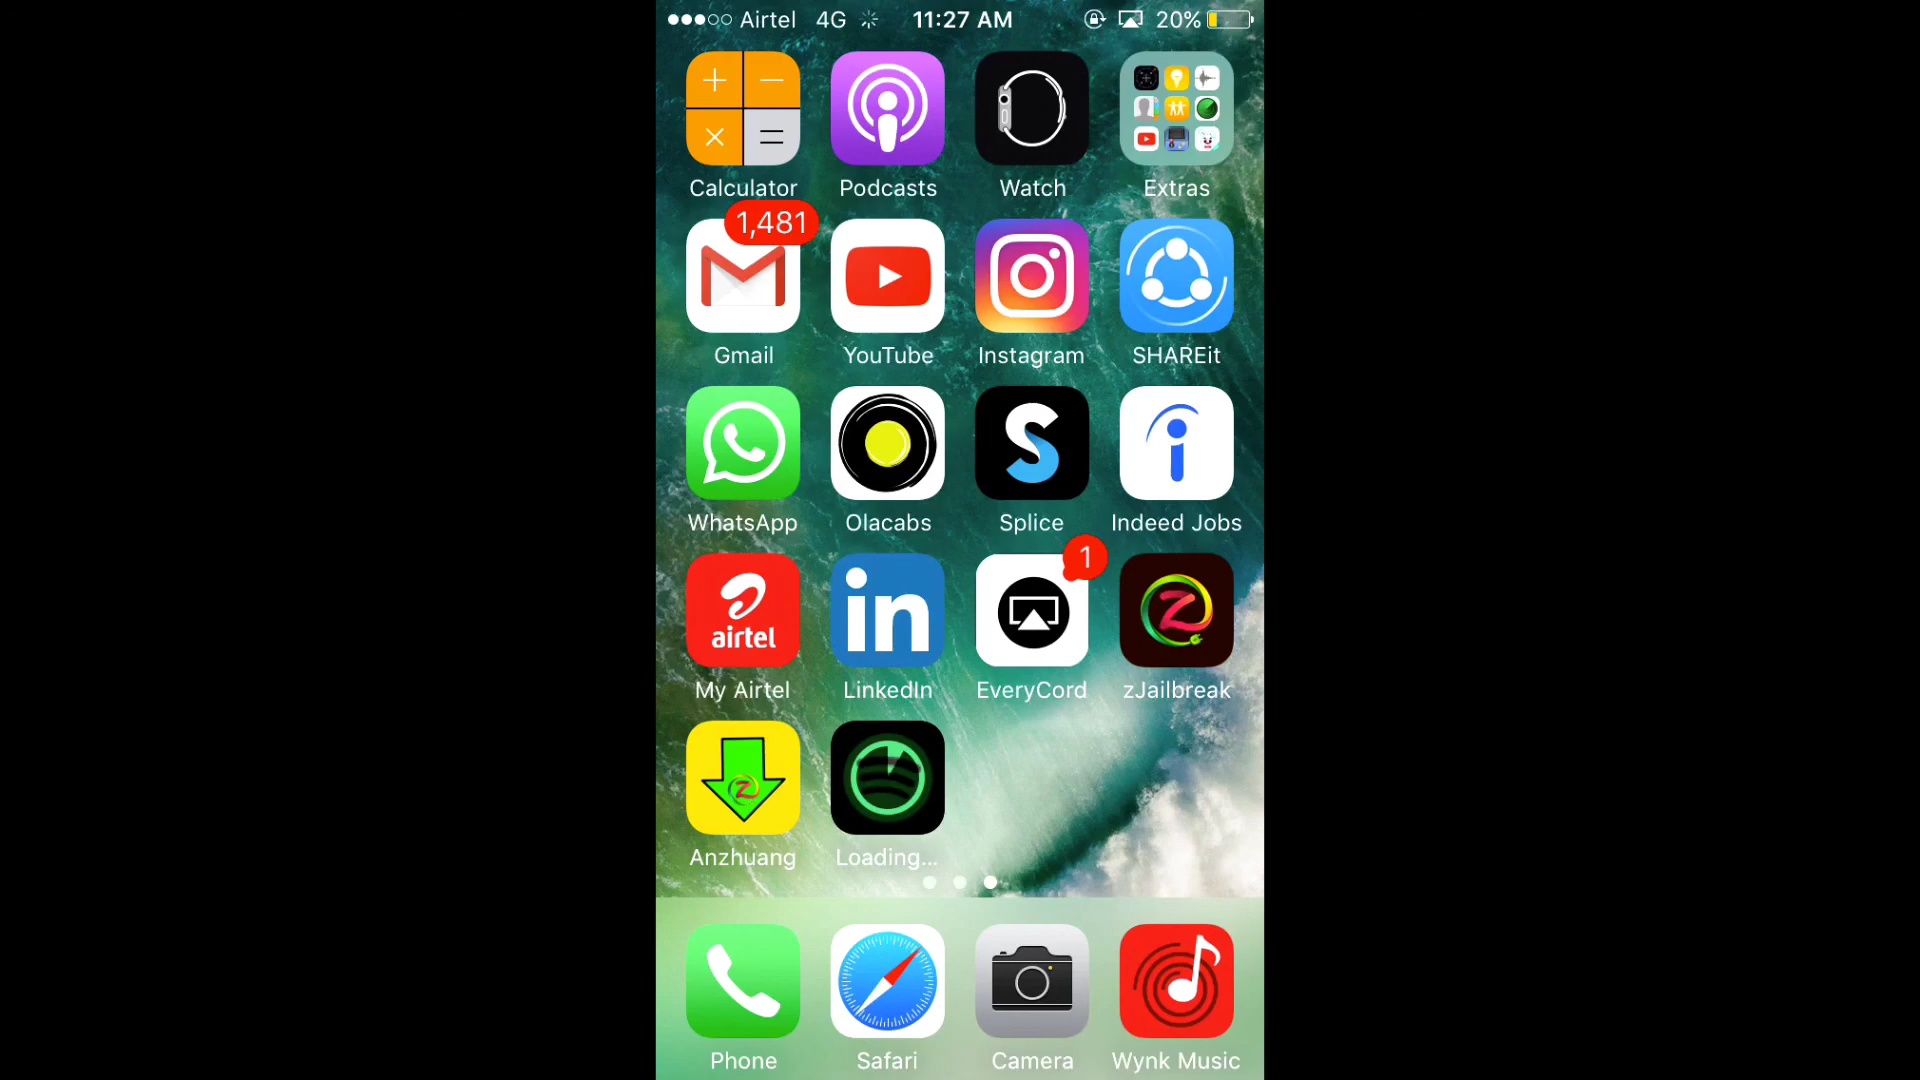 Airtel 4G 11:27 AM 20%
Calculator Podcasts Watch Extras
1,481
Gmail YouTube Instagram SHAREit
WhatsApp Olacabs Splice Indeed Jobs
1
airtel in
My Airtel LinkedIn EveryCord zJailbreak
Anzhuang Loading...
Phone Safari Camera Wynk Music